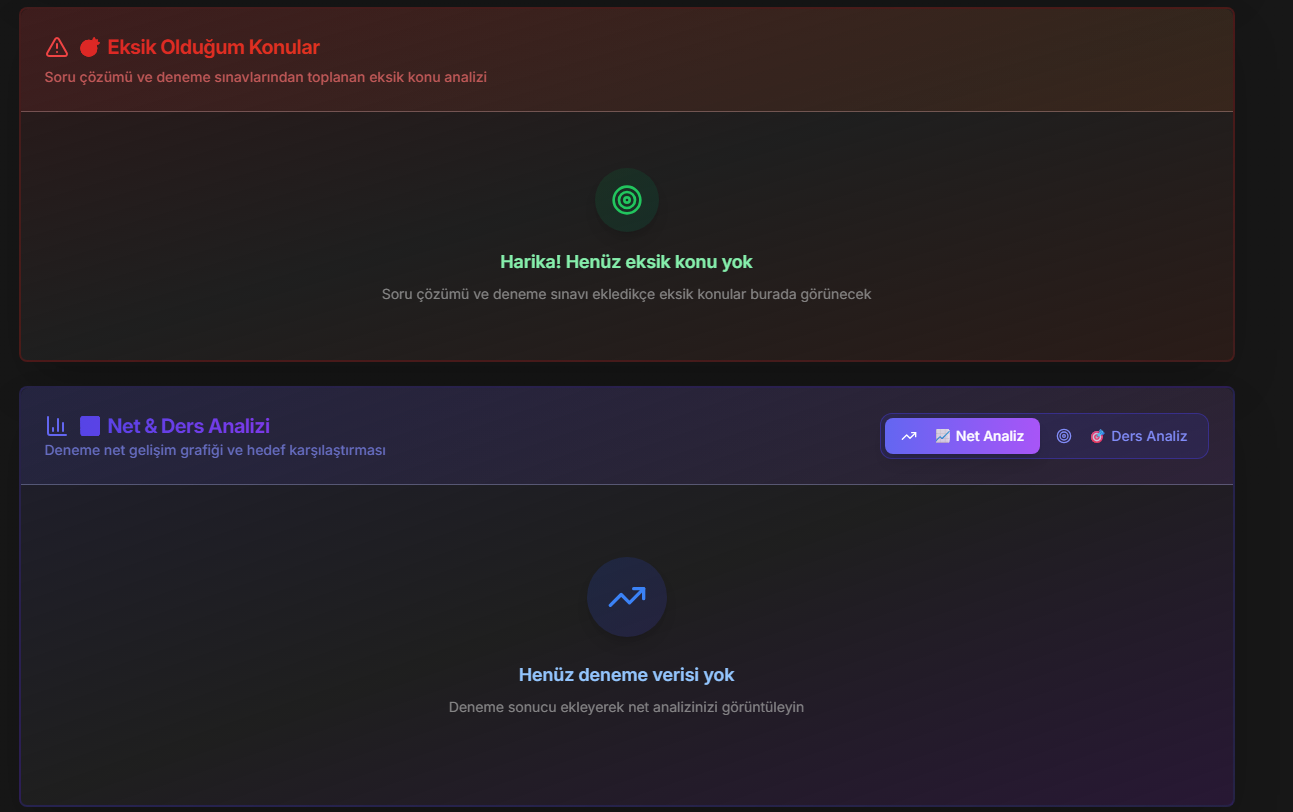 Eksik Olduğum Konular
Soru çözümü ve deneme sınavlarından toplanan eksik konu analizi
Harika! Henüz eksik konu yok
Soru çözümü ve deneme sınavı ekledikçe eksik konular burada görünecek
Net & Ders Analizi
Deneme net gelişim grafiği ve hedef karşılaştırması
Net Analiz
Ders Analiz
Henüz deneme verisi yok
Deneme sonucu ekleyerek net analizinizi görüntüleyin